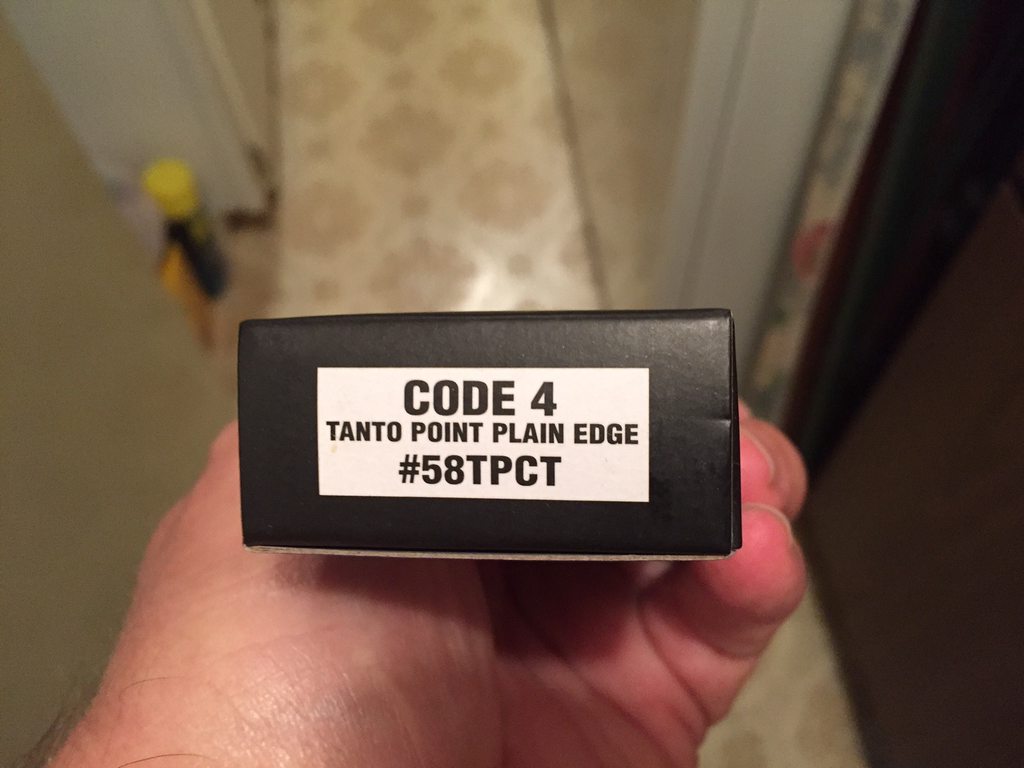 CODE 4
TANTO POINT PLAIN EDGE
#58TPCT